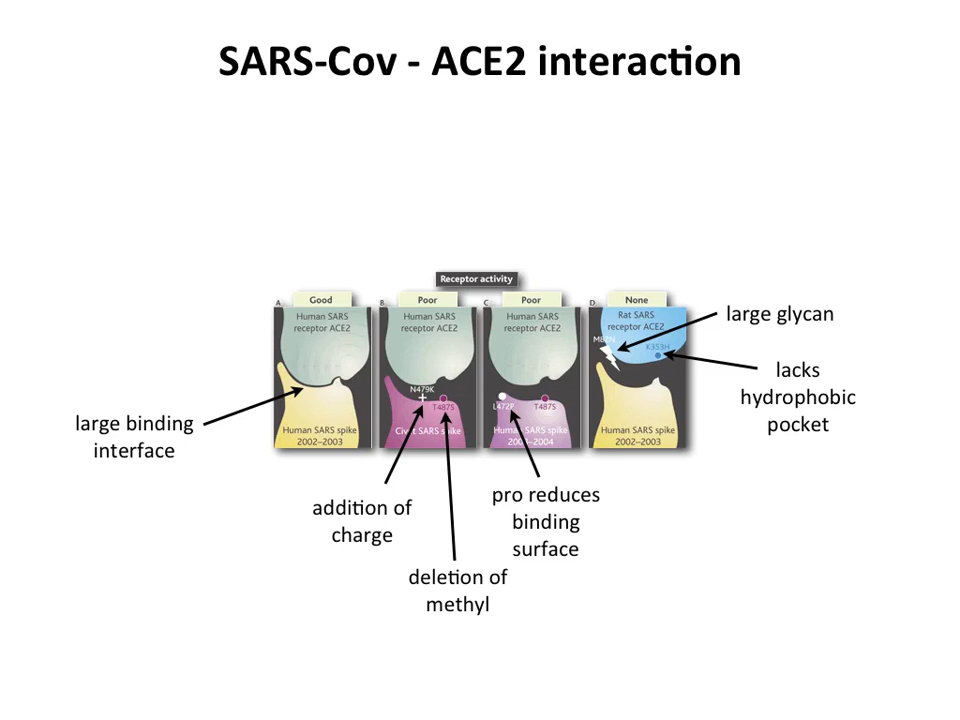 SARS-Cov - ACE2 interaction
Receptor activity
A
Good
Human SARS
receptor ACE2
Human SARS spike
2002–2003
B
Poor
Human SARS
receptor ACE2
N479K
T487S
Civet SARS spike
C
Poor
Human SARS
receptor ACE2
L472P
T487S
Human SARS spike
2003–2004
D
None
Rat SARS
receptor ACE2
K353H
Human SARS spike
2002–2003
large binding
interface
addition of
charge
deletion of
methyl
pro reduces
binding
surface
large glycan
lacks
hydrophobic
pocket